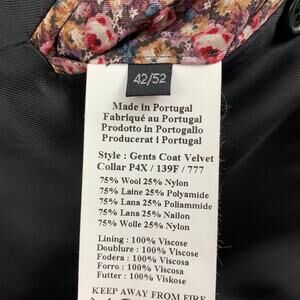 42/52
Made in Portugal
Fabriqué au Portugal
Prodotto in Portogallo
Producerat i Portugal
Style : Gents Coat Velvet
Collar P4X / 139F / 777
75% Wool 25% Nylon
75% Laine 25% Polyamide
75% Lana 25% Poliammide
75% Lana 25% Nailon
75% Wolle 25% Nylon
Lining : 100% Viscose
Doublure : 100% Viscose
Fodera : 100% Viscosa
Forro : 100% Viscosa
Futter : 100% Viskose
KEEP AWAY FROM FIRE